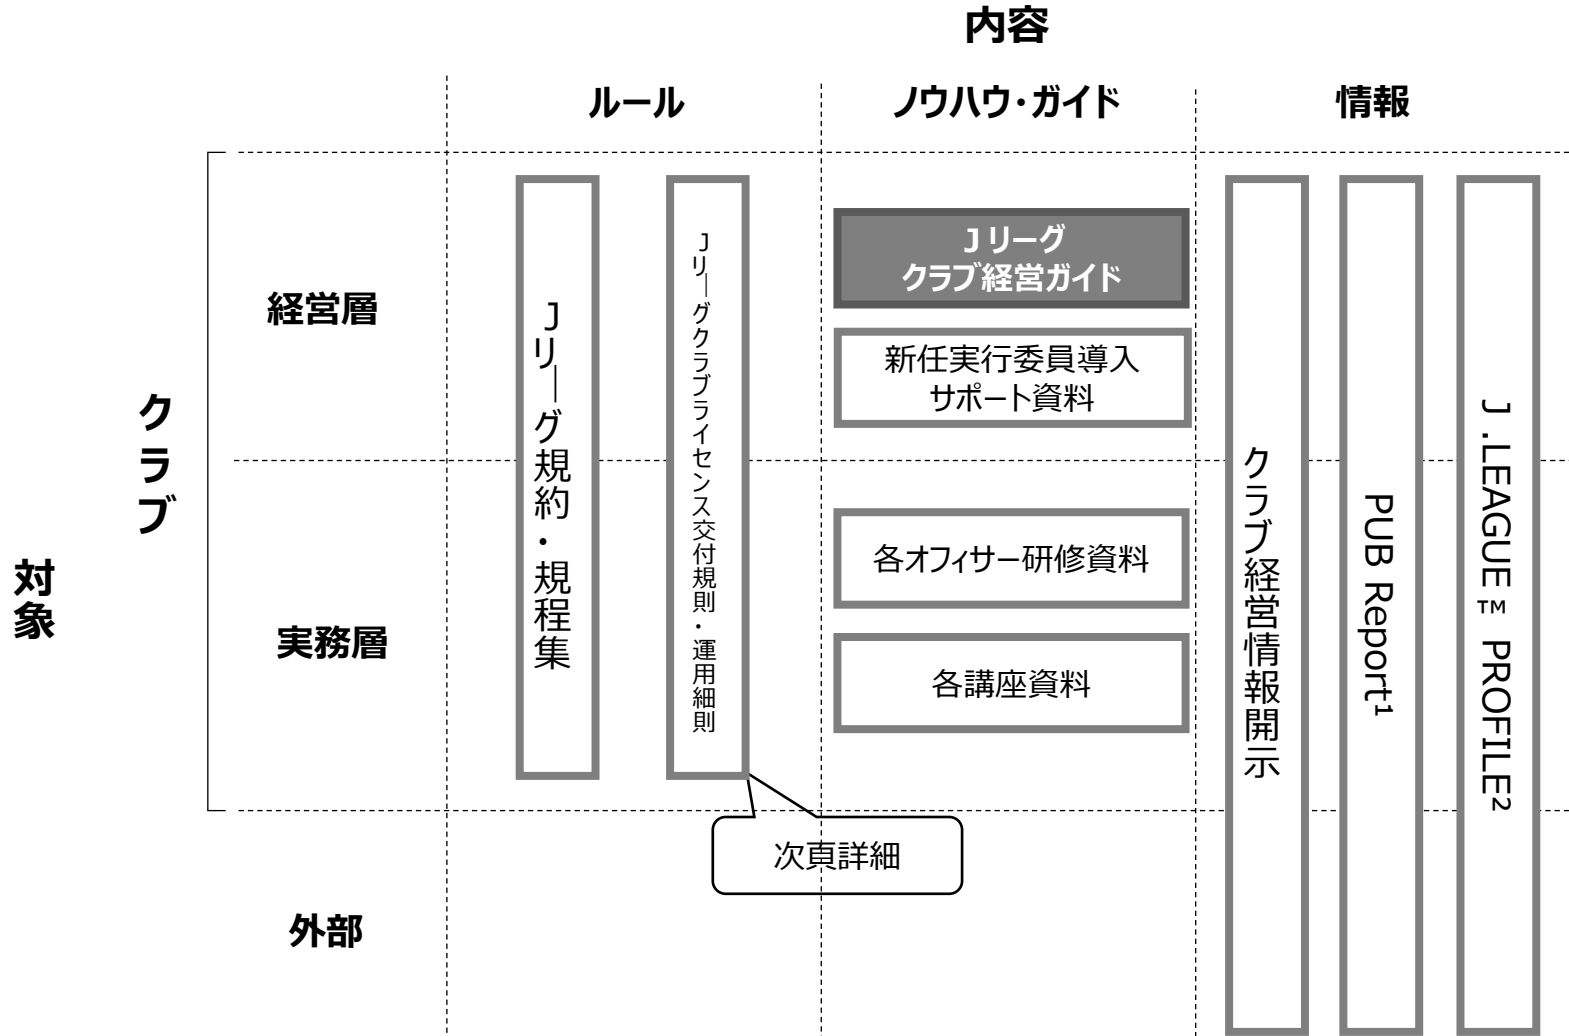 内容
ルール
ノウハウ・ガイド
情報
対象
クラブ
経営層
実務層
外部
Jリーグ規約・規程集
Jリーグクラブライセンス交付規則・運用細則
Jリーグ
クラブ経営ガイド
新任実行委員導入
サポート資料
各オフィサー研修資料
各講座資料
次頁詳細
クラブ経営情報開示
PUB Report¹
J.LEAGUE™ PROFILE²